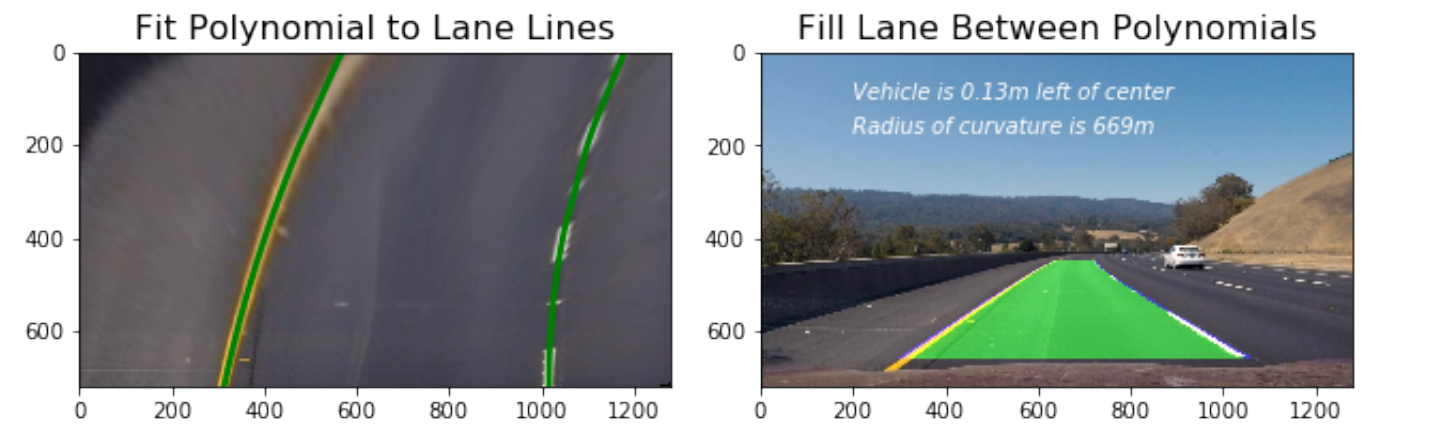 Fit Polynomial to Lane Lines
0
200
400
600
0 200 400 600 800 1000 1200
Fill Lane Between Polynomials
0
200
400
600
0 200 400 600 800 1000 1200
Vehicle is 0.13m left of center
Radius of curvature is 669m